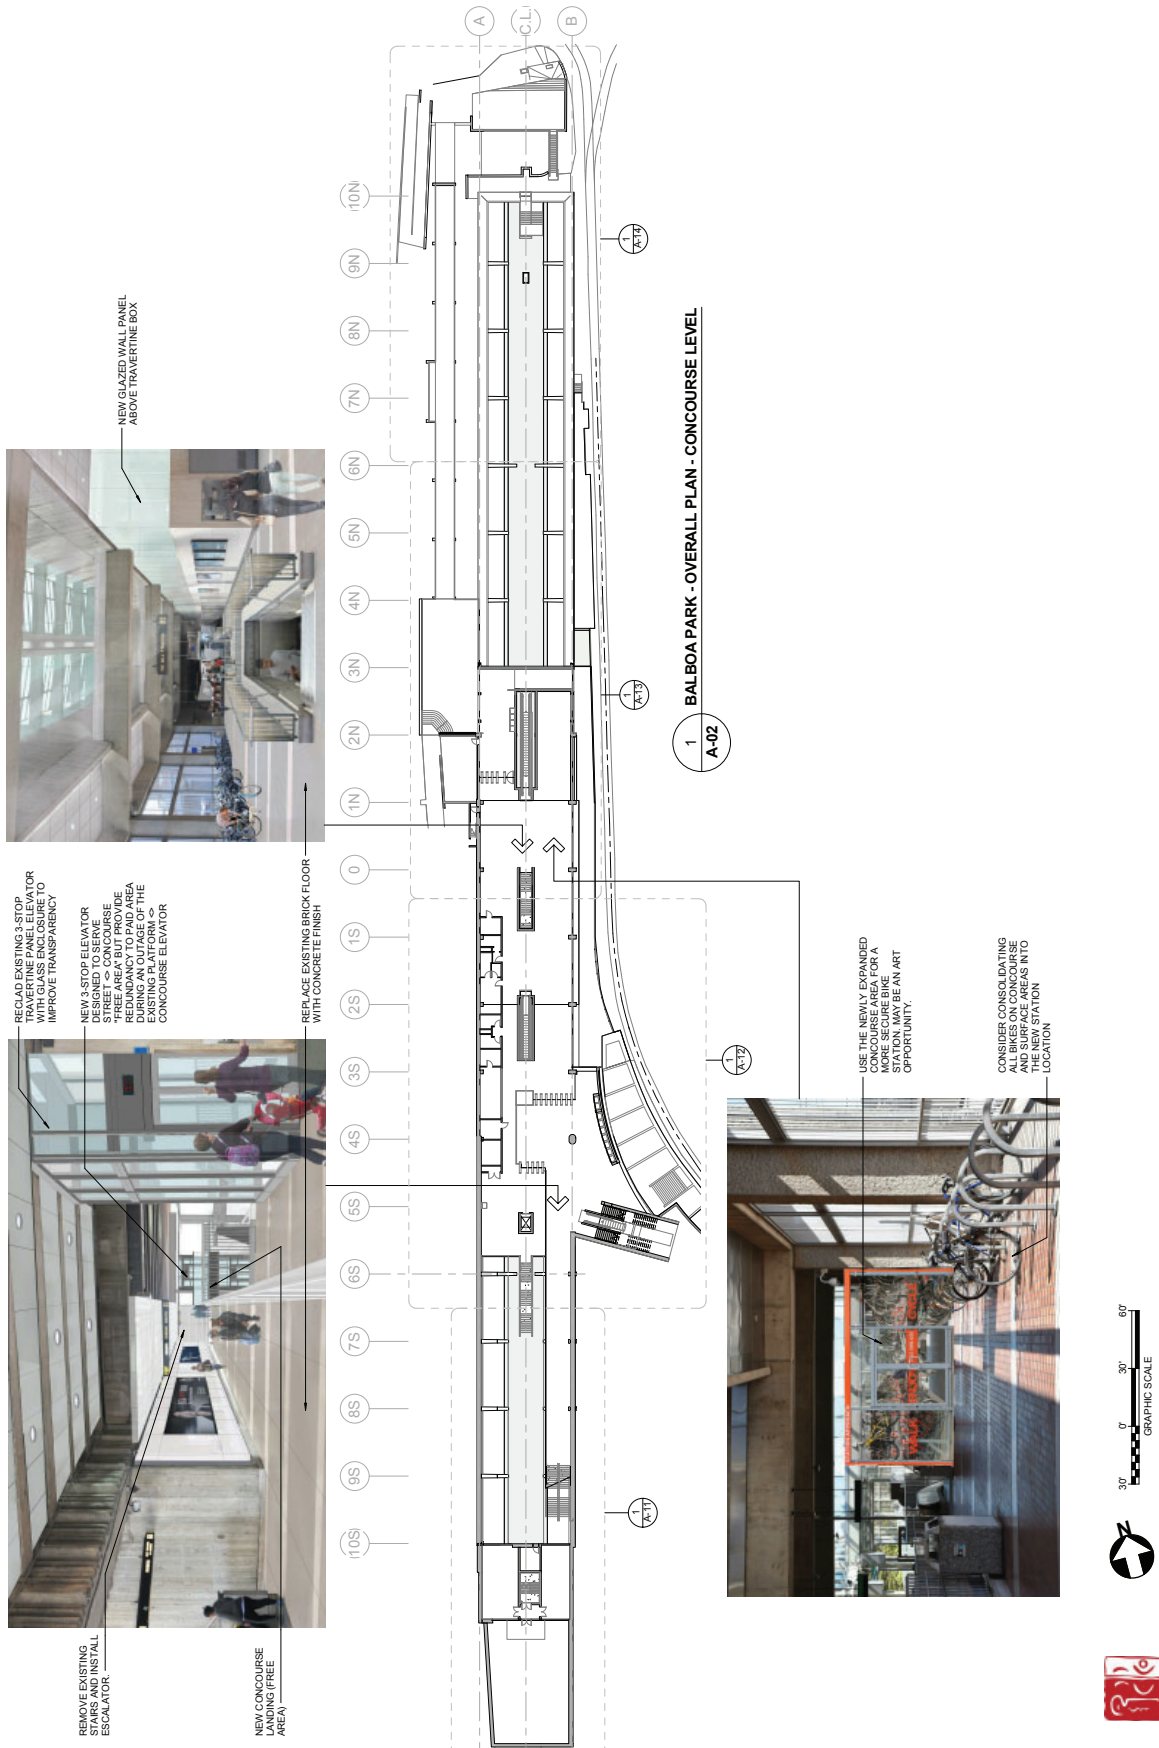 RECLAD EXISTING 3-STOP
TRAVERTINE PANEL ELEVATOR
WITH GLASS ENCLOSURE TO
IMPROVE TRANSPARENCY
NEW 3-STOP ELEVATOR
DESIGNED TO SERVE
STREET <> CONCOURSE
"FREE AREA" BUT PROVIDE
REDUNDANCY TO PAID AREA
DURING AN OUTAGE OF THE
EXISTING PLATFORM <>
CONCOURSE ELEVATOR
REPLACE EXISTING BRICK FLOOR
WITH CONCRETE FINISH
NEW GLAZED WALL PANEL
ABOVE TRAVERTINE BOX
REMOVE EXISTING
STAIRS AND INSTALL
ESCALATOR.
NEW CONCOURSE
LANDING (FREE
AREA)
10S
9S
8S
7S
6S
5S
4S
3S
2S
1S
0
1N
2N
3N
4N
5N
6N
7N
8N
9N
10N
A
C.L.
B
1
A-11
1
A-12
1
A-13
1
A-14
1
A-02
BALBOA PARK - OVERALL PLAN - CONCOURSE LEVEL
USE THE NEWLY EXPANDED
CONCOURSE AREA FOR A
MORE SECURE BIKE
STATION. MAY BE AN ART
OPPORTUNITY.
CONSIDER CONSOLIDATING
ALL BIKES ON CONCOURSE
AND SURFACE AREAS INTO
THE NEW STATION
LOCATION
WALK
CYCLE
N
30'
0'
30'
60'
GRAPHIC SCALE